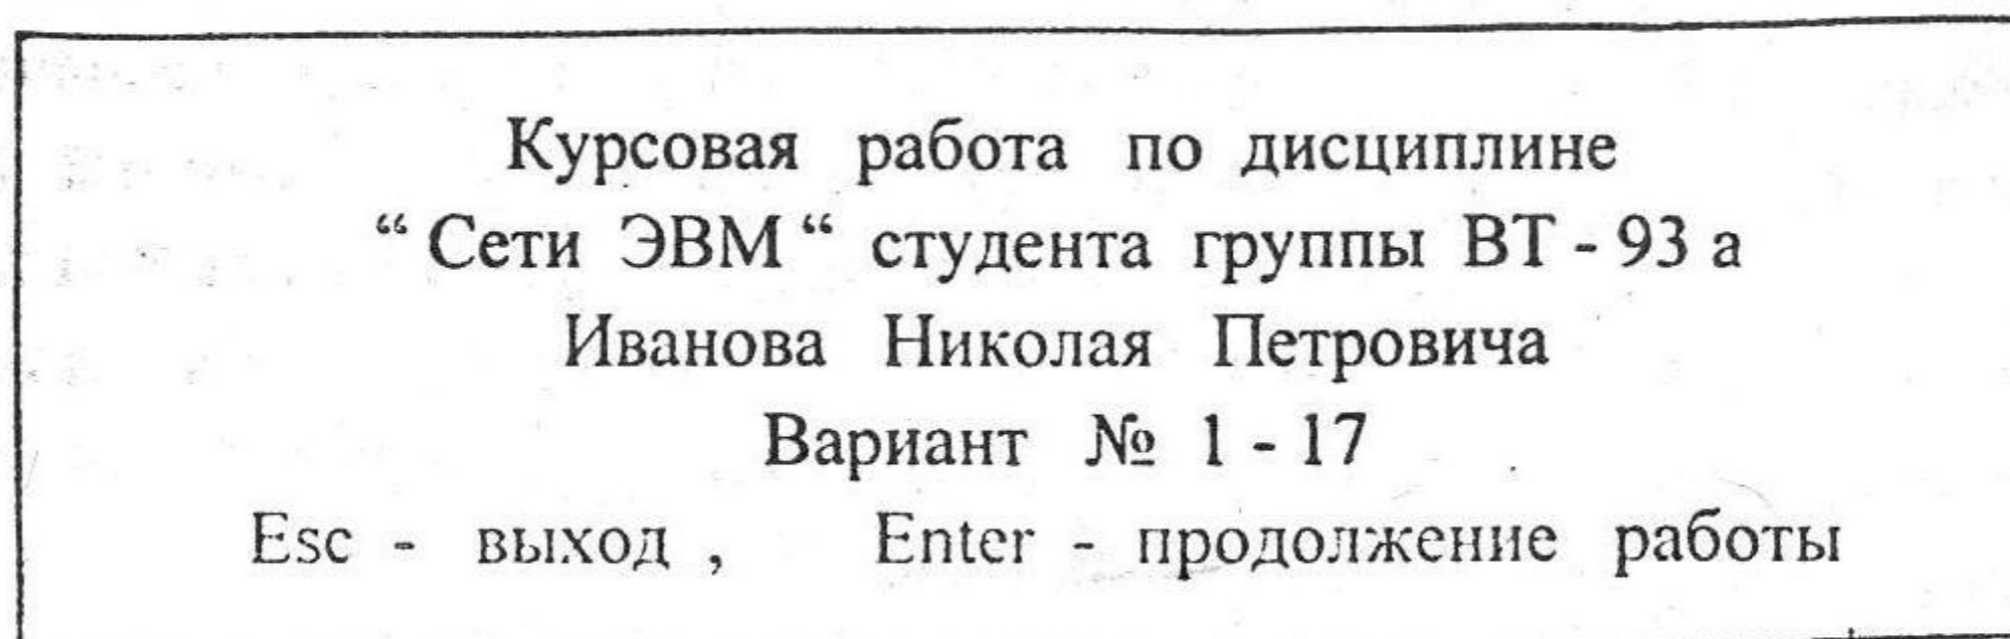 Курсовая работа по дисциплине
“ Сети ЭВМ “ студента группы ВТ - 93 а
Иванова Николая Петровича
Вариант № 1 - 17
Esc - выход , Enter - продолжение работы